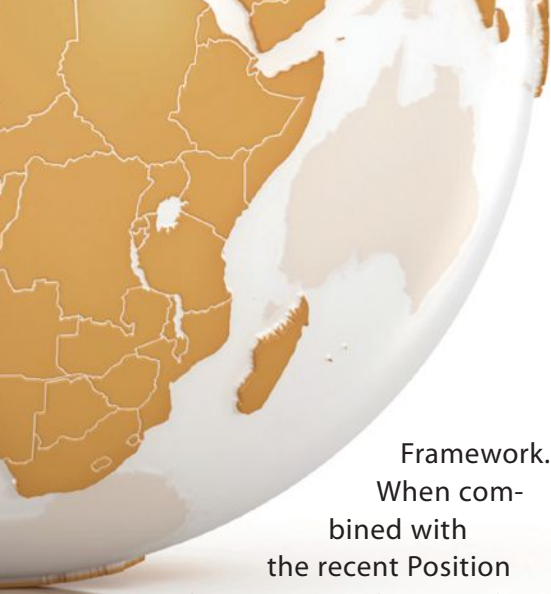 Framework.
When com-
bined with
the recent Position